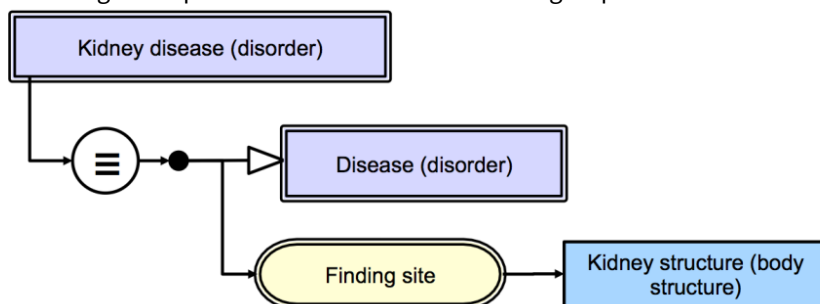 Kidney disease (disorder)
≡
Disease (disorder)
Finding site
Kidney structure (body
structure)